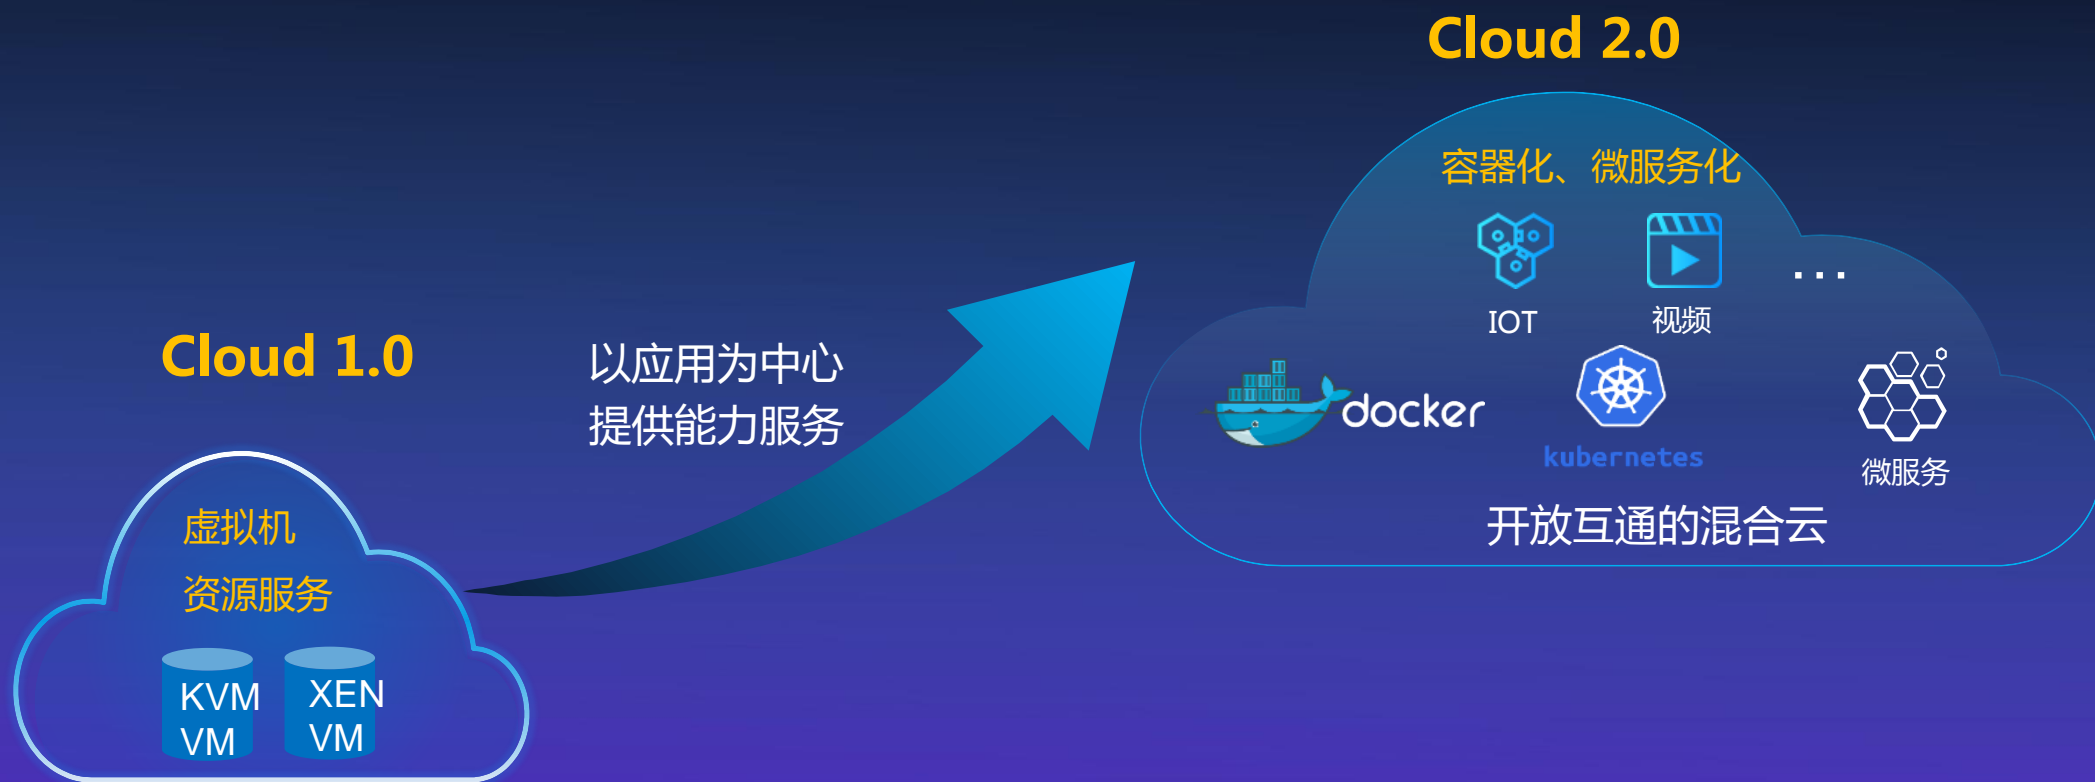 Cloud 2.0
容器化、微服务化
IOT
视频
...
docker
kubernetes
微服务
开放互通的混合云
以应用为中心
提供能力服务
Cloud 1.0
虚拟机
资源服务
KVM
VM
XEN
VM